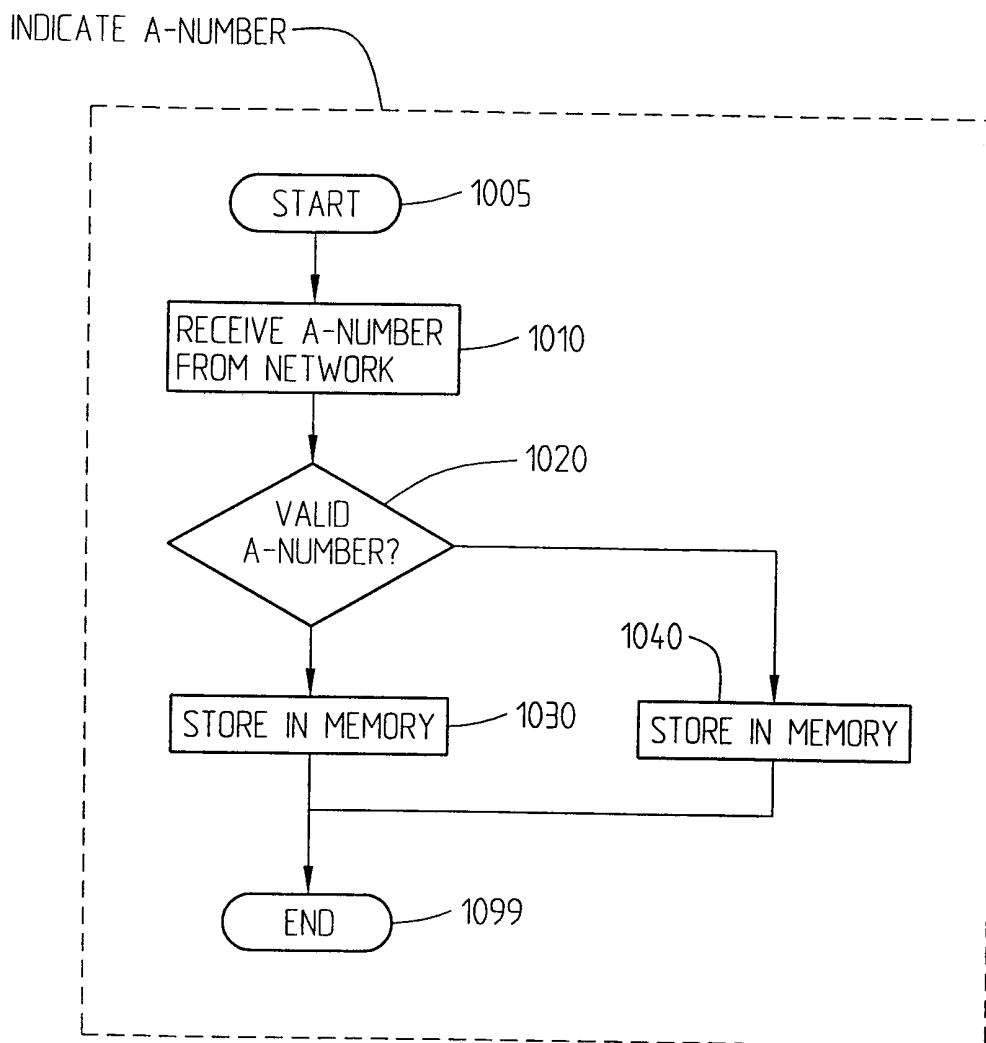 INDICATE A-NUMBER
START
1005
RECEIVE A-NUMBER
FROM NETWORK
1010
1020
VALID
A-NUMBER?
1040
STORE IN MEMORY
1030
STORE IN MEMORY
END
1099